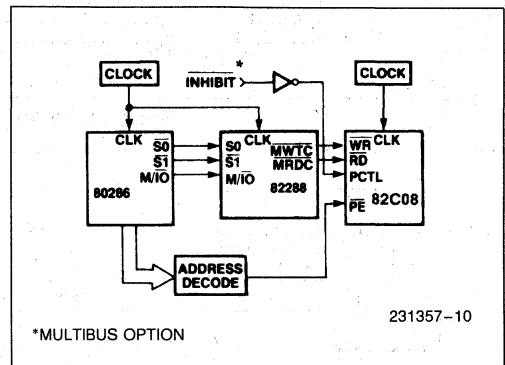 *
CLOCK
INHIBIT
CLOCK
CLK
S0
S1
M/IO
80286
CLK
S0
S1
M/IO
MWTC
MRDC
82288
CLK
WR
RD
PCTL
PE
82C08
ADDRESS
DECODE
231357-10
*MULTIBUS OPTION